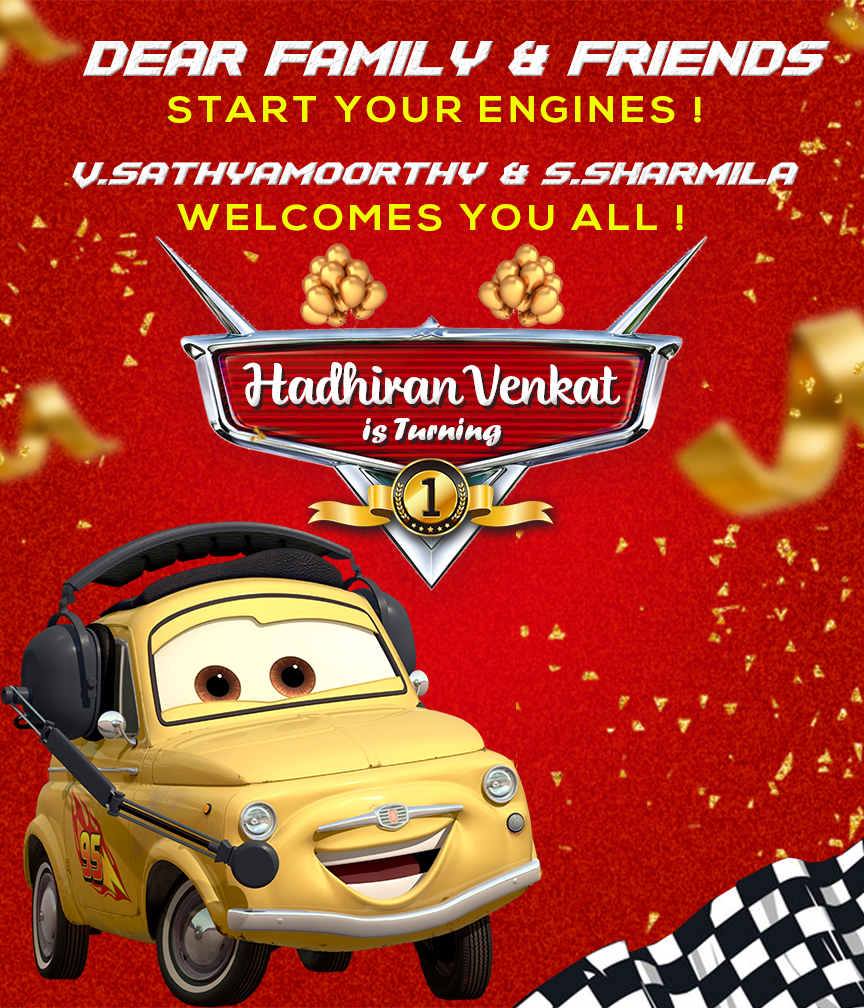 DEAR FAMILY & FRIENDS
START YOUR ENGINES !
V.SATHYAMOORTHY & S.SHARMILA
WELCOMES YOU ALL !
Hadhiran Venkat
is Turning
1
95